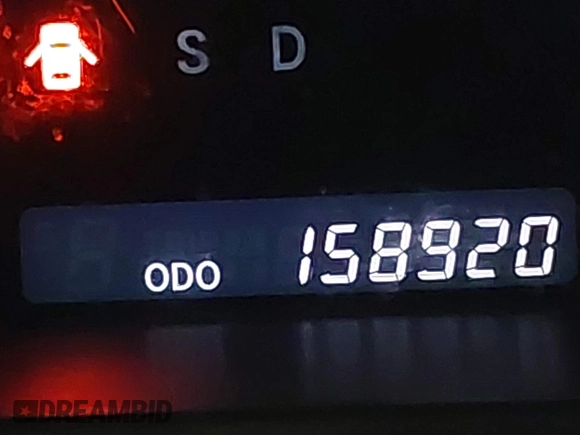 S D
ODO 158920
DREAMBID